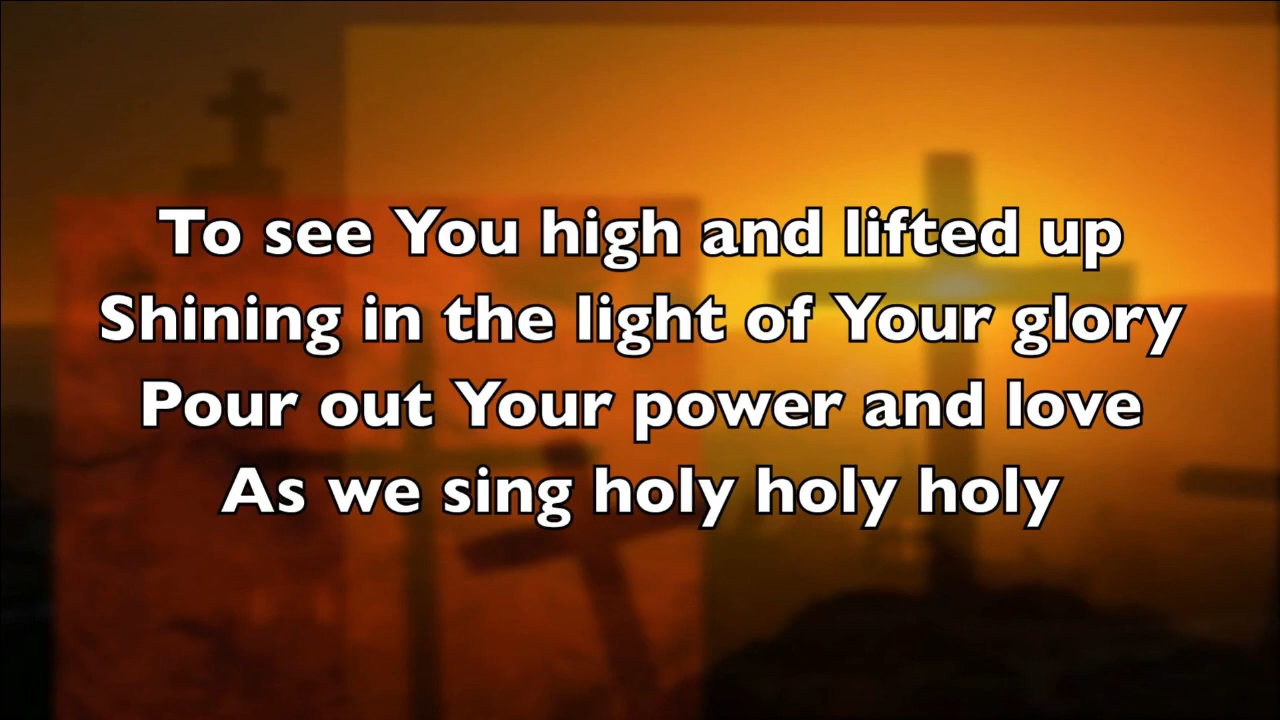 To see You high and lifted up
Shining in the light of Your glory
Pour out Your power and love
As we sing holy holy holy